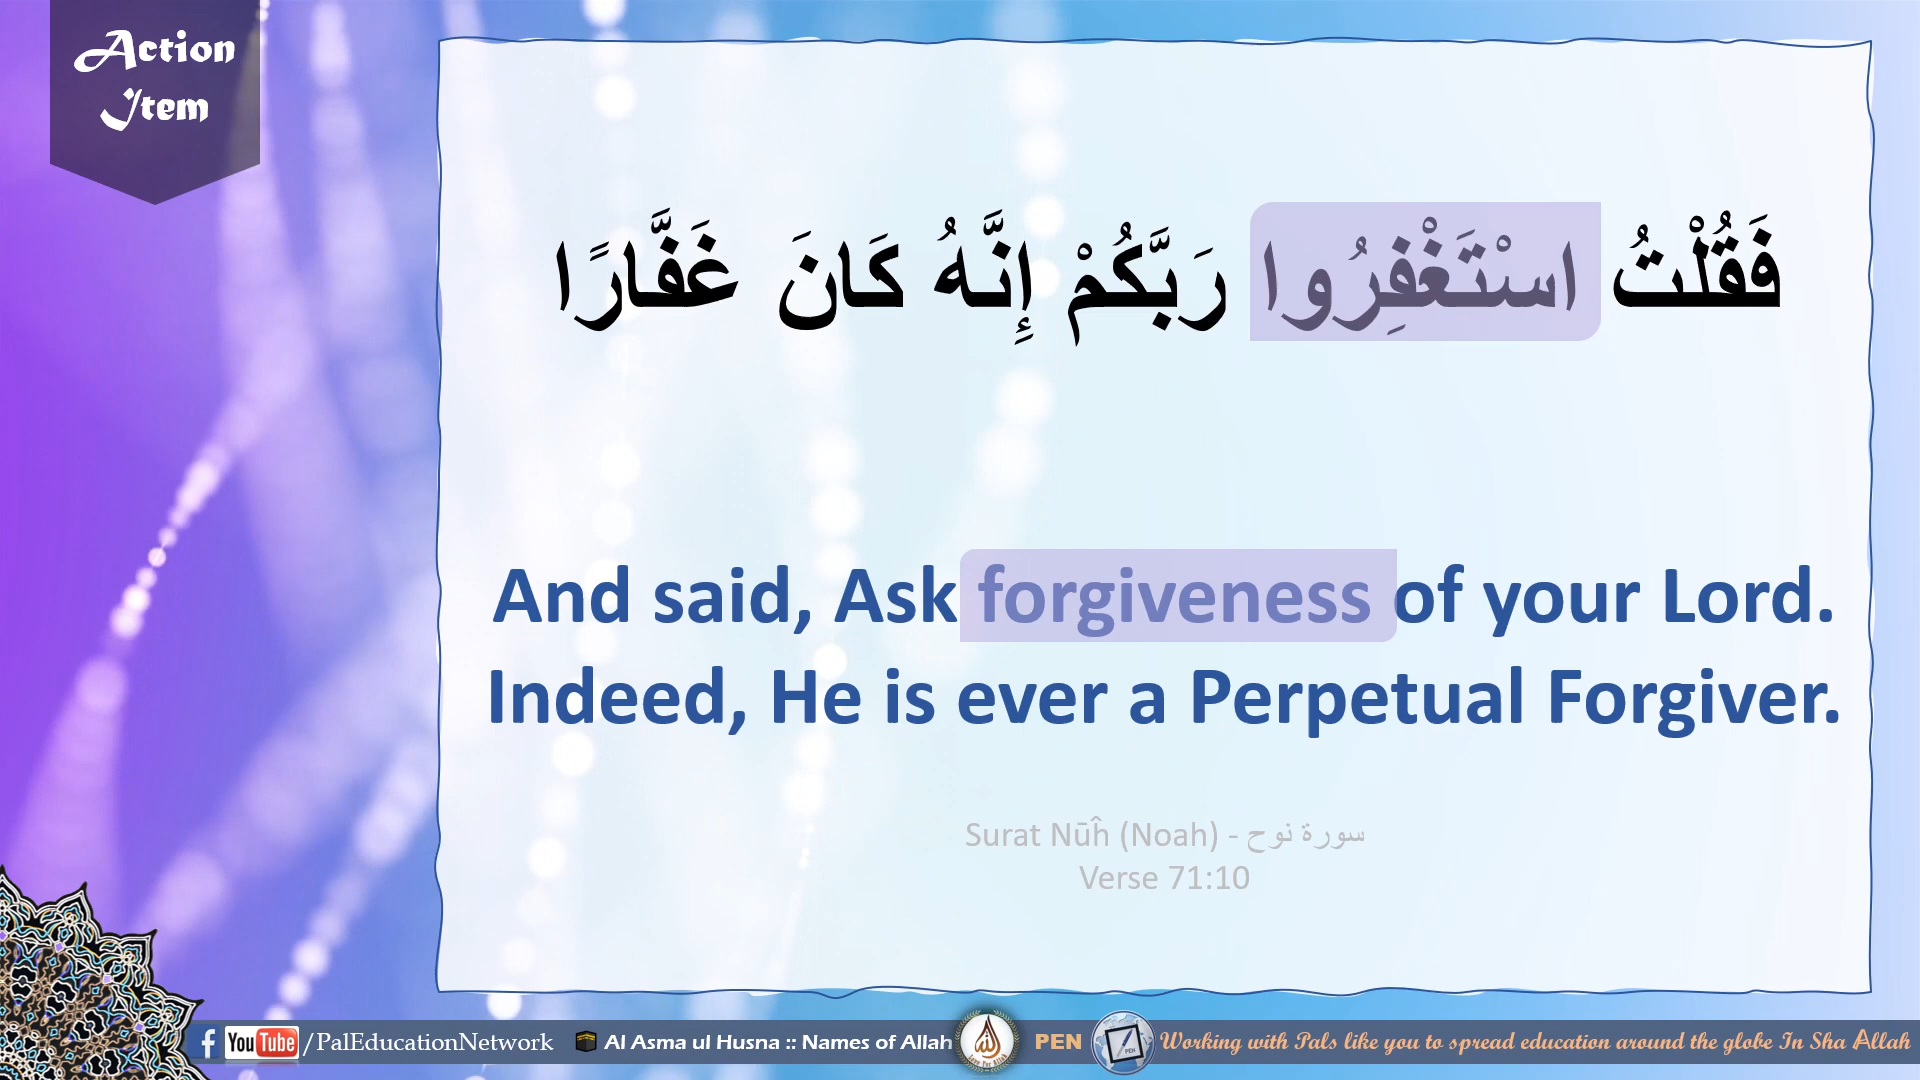 Action
Item
فَقُلْتُ اسْتَغْفِرُوا رَبَّكُمْ إِنَّهُ كَانَ غَفَّارًا
And said, Ask forgiveness of your Lord.
Indeed, He is ever a Perpetual Forgiver.
Surat Nūĥ (Noah) - سورة نوح
Verse 71:10
f YouTube /PalEducationNetwork Al Asma ul Husna :: Names of Allah PEN Working with Pals like you to spread education around the globe In Sha Allah